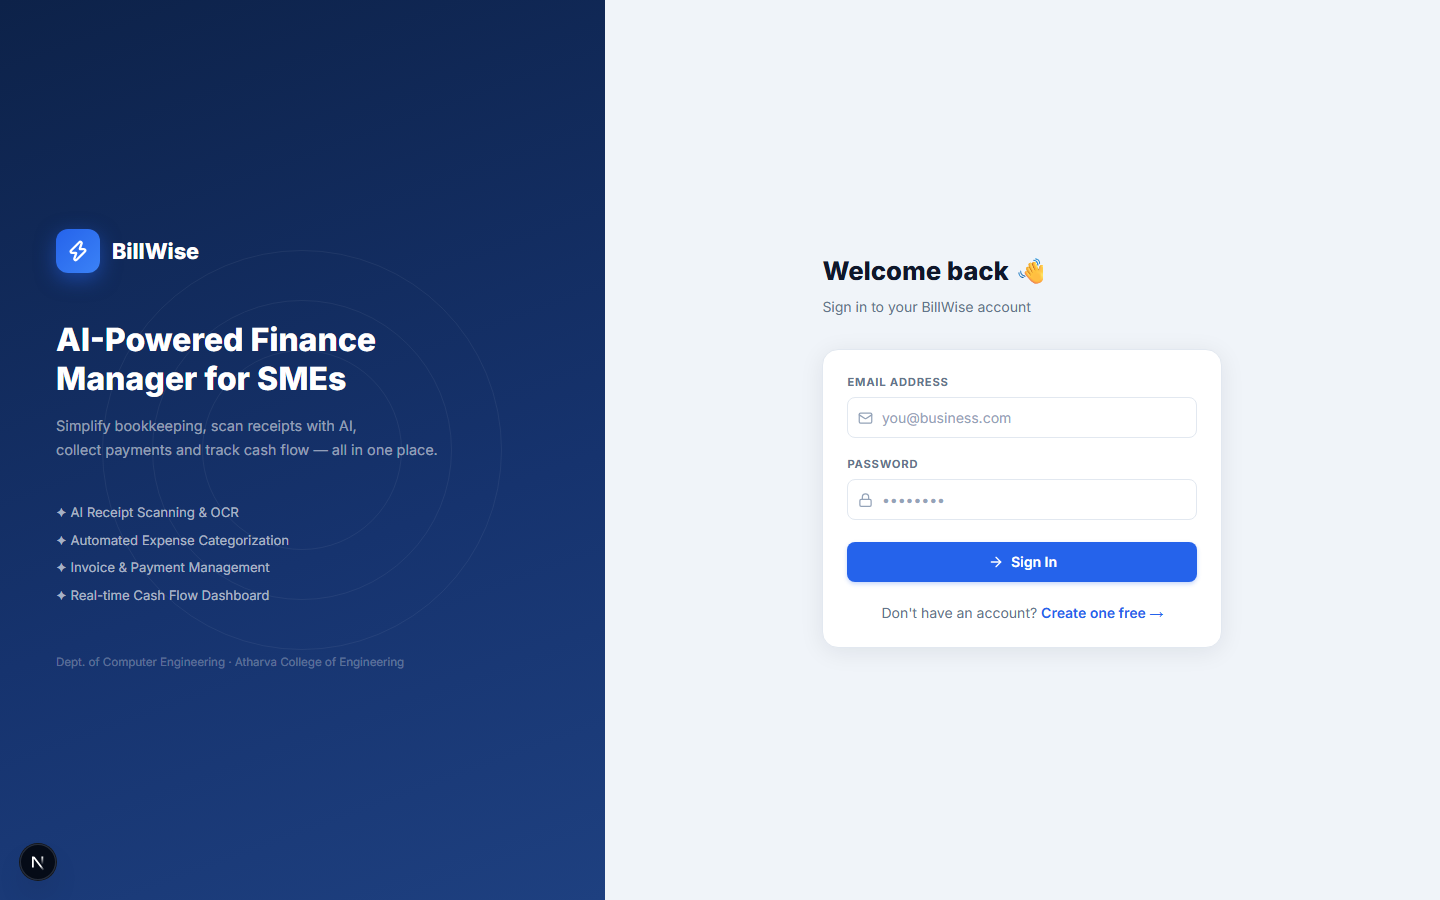 BillWise
AI-Powered Finance
Manager for SMEs
Simplify bookkeeping, scan receipts with AI,
collect payments and track cash flow — all in one place.
✦ AI Receipt Scanning & OCR
✦ Automated Expense Categorization
✦ Invoice & Payment Management
✦ Real-time Cash Flow Dashboard
Dept. of Computer Engineering · Atharva College of Engineering
N
Welcome back 👋
Sign in to your BillWise account
EMAIL ADDRESS
you@business.com
PASSWORD
••••••••
→ Sign In
Don't have an account? Create one free →